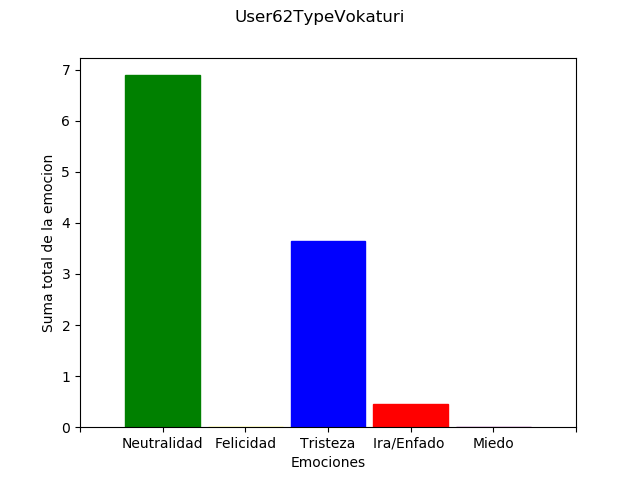 User62TypeVokaturi
Suma total de la emocion
7
6
5
4
3
2
1
0
Neutralidad Felicidad Tristeza Ira/Enfado Miedo
Emociones